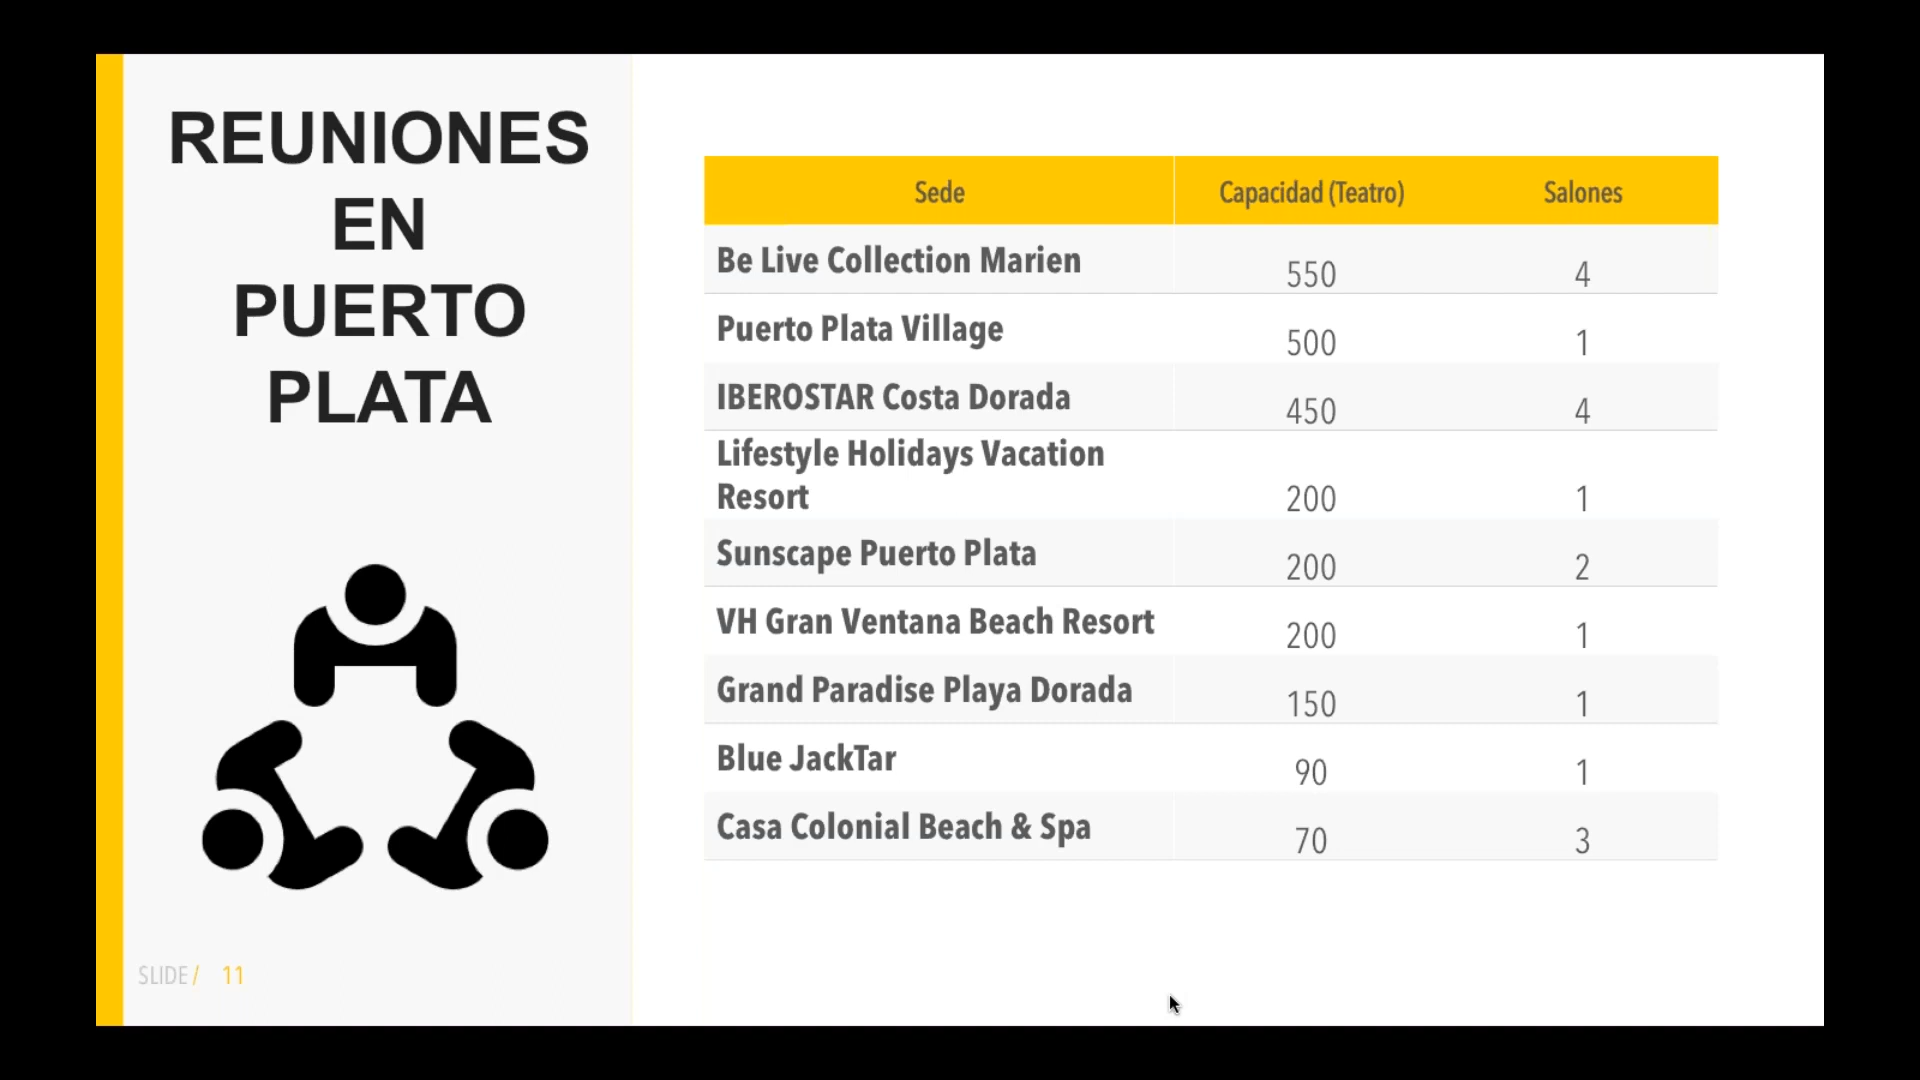 REUNIONES
EN
PUERTO
PLATA
SLIDE / 11
Sede Capacidad (Teatro) Salones
Be Live Collection Marien 550 4
Puerto Plata Village 500 1
IBEROSTAR Costa Dorada 450 4
Lifestyle Holidays Vacation
Resort 200 1
Sunscape Puerto Plata 200 2
VH Gran Ventana Beach Resort 200 1
Grand Paradise Playa Dorada 150 1
Blue JackTar 90 1
Casa Colonial Beach & Spa 70 3